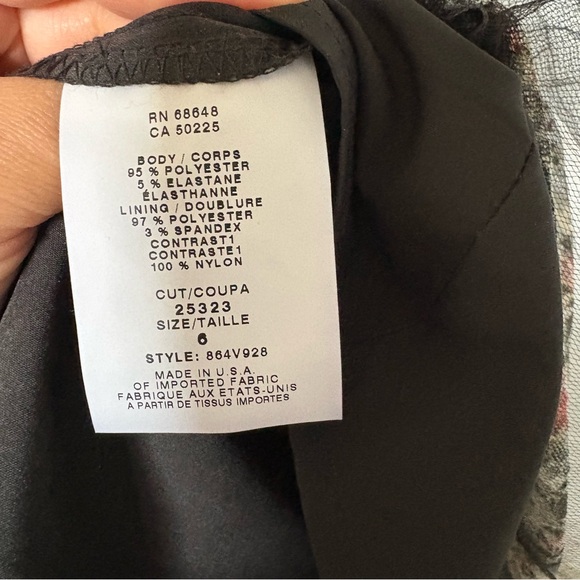 RN 68648
CA 50225
BODY / CORPS
95 % POLYESTER
5 % ELASTANE
ÉLASTHANNE
LINING / DOUBLURE
97 % POLYESTER
3 % SPANDEX
CONTRAST1
CONTRASTE1
100 % NYLON
CUT/COUPA
25323
SIZE/TAILLE
6
STYLE: 864V928
MADE IN U.S.A.
OF IMPORTED FABRIC
FABRIQUE AUX ETATS-UNIS
A PARTIR DE TISSUS IMPORTES